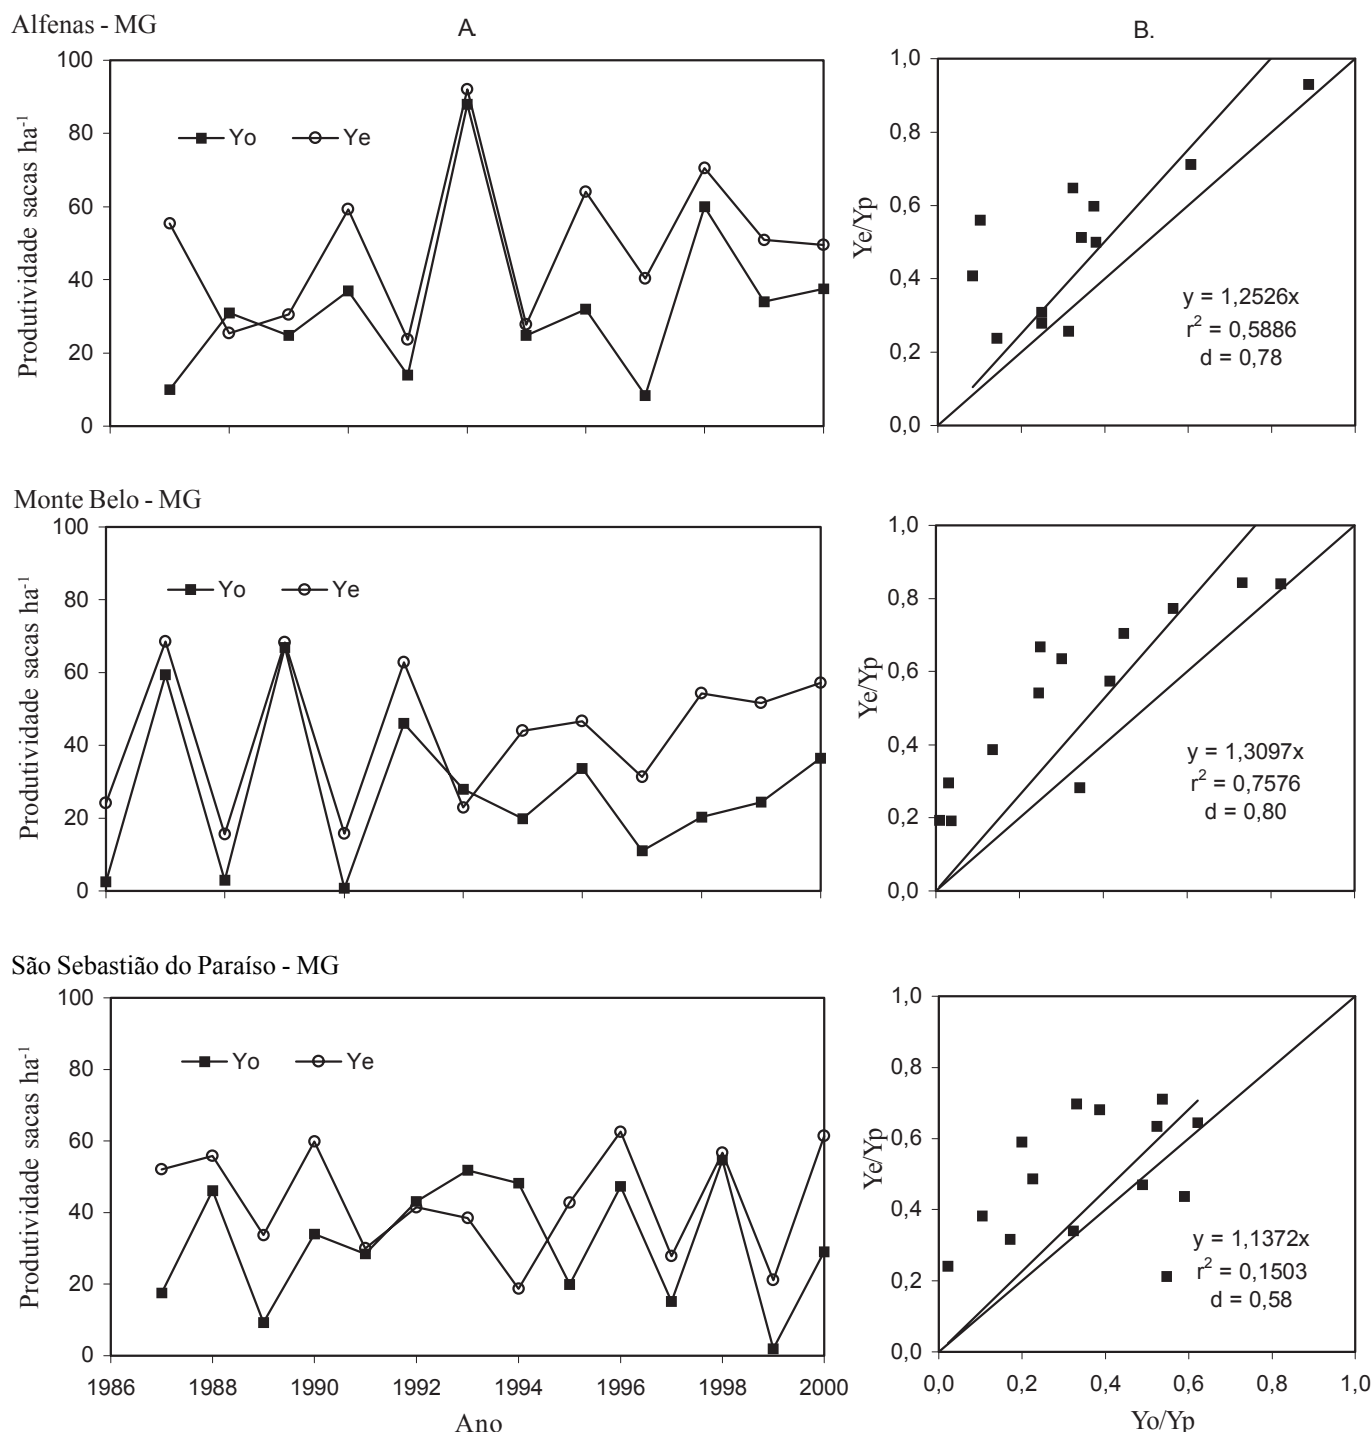 Alfenas - MG
A.
B.
Produtividade sacas ha-1
100
80
60
40
20
0
Yo
Ye
Ye/Yp
1,0
0,8
0,6
0,4
0,2
0,0
y = 1,2526x
r2 = 0,5886
d = 0,78
Monte Belo - MG
Produtividade sacas ha-1
100
80
60
40
20
0
Yo
Ye
Ye/Yp
1,0
0,8
0,6
0,4
0,2
0,0
y = 1,3097x
r2 = 0,7576
d = 0,80
São Sebastião do Paraíso - MG
Produtividade sacas ha-1
100
80
60
40
20
0
Yo
Ye
1986 1988 1990 1992 1994 1996 1998 2000
Ano
Ye/Yp
1,0
0,8
0,6
0,4
0,2
0,0
y = 1,1372x
r2 = 0,1503
d = 0,58
0,0 0,2 0,4 0,6 0,8 1,0
Yo/Yp